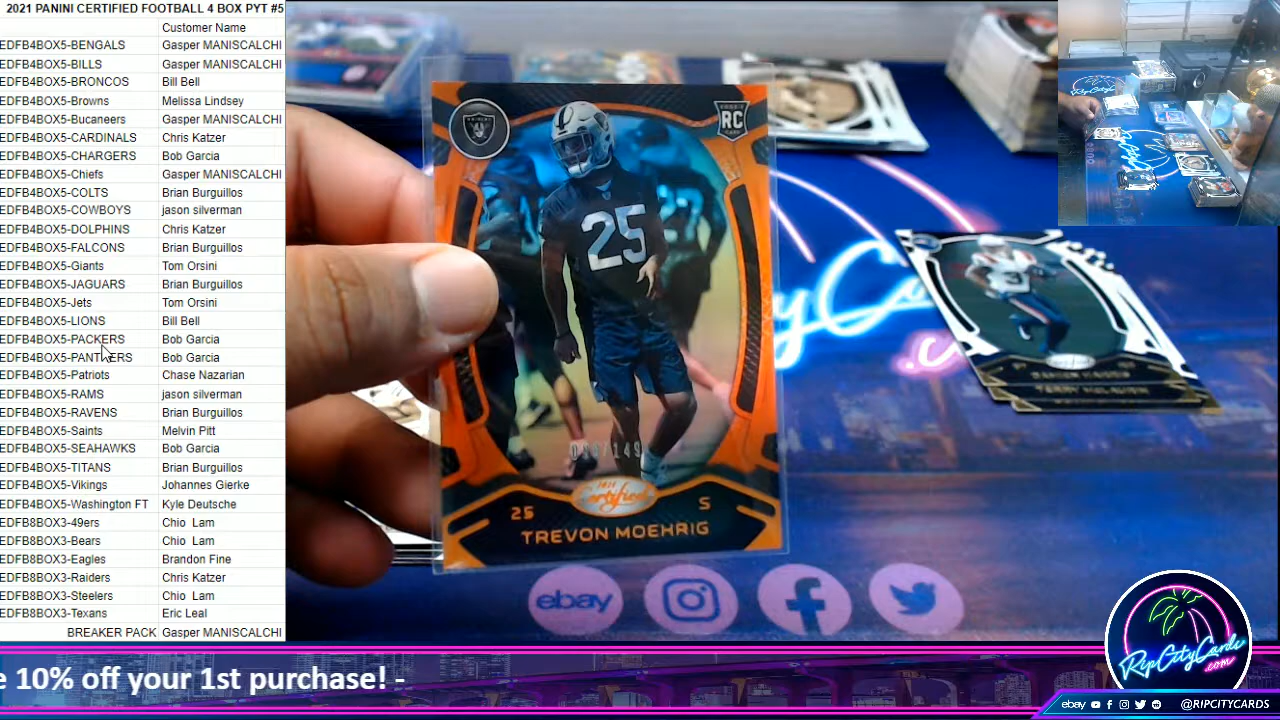 2021 PANINI CERTIFIED FOOTBALL 4 BOX PYT #5
Customer Name
EDFB4BOX5-BENGALS Gasper MANISCALCHI
EDFB4BOX5-BILLS Gasper MANISCALCHI
EDFB4BOX5-BRONCOS Bill Bell
EDFB4BOX5-Browns Melissa Lindsey
EDFB4BOX5-Bucaneers Gasper MANISCALCHI
EDFB4BOX5-CARDINALS Chris Katzer
EDFB4BOX5-CHARGERS Bob Garcia
EDFB4BOX5-Chiefs Gasper MANISCALCHI
EDFB4BOX5-COLTS Brian Burguillos
EDFB4BOX5-COWBOYS jason silverman
EDFB4BOX5-DOLPHINS Chris Katzer
EDFB4BOX5-FALCONS Brian Burguillos
EDFB4BOX5-Giants Tom Orsini
EDFB4BOX5-JAGUARS Brian Burguillos
EDFB4BOX5-Jets Tom Orsini
EDFB4BOX5-LIONS Bill Bell
EDFB4BOX5-PACKERS Bob Garcia
EDFB4BOX5-PANTHERS Bob Garcia
EDFB4BOX5-Patriots Chase Nazarian
EDFB4BOX5-RAMS jason silverman
EDFB4BOX5-RAVENS Brian Burguillos
EDFB4BOX5-Saints Melvin Pitt
EDFB4BOX5-SEAHAWKS Bob Garcia
EDFB4BOX5-TITANS Brian Burguillos
EDFB4BOX5-Vikings Johannes Gierke
EDFB4BOX5-Washington FT Kyle Deutsche
EDFB8BOX3-49ers Chio Lam
EDFB8BOX3-Bears Chio Lam
EDFB8BOX3-Eagles Brandon Fine
EDFB8BOX3-Raiders Chris Katzer
EDFB8BOX3-Steelers Chio Lam
EDFB8BOX3-Texans Eric Leal
BREAKER PACK Gasper MANISCALCHI
RC
25
/149
2021
Certified
25 S
TREVON MOEHRIG
ebay
RipCityCards
.com
e 10% off your 1st purchase! -
ebay @RIPCITYCARDS